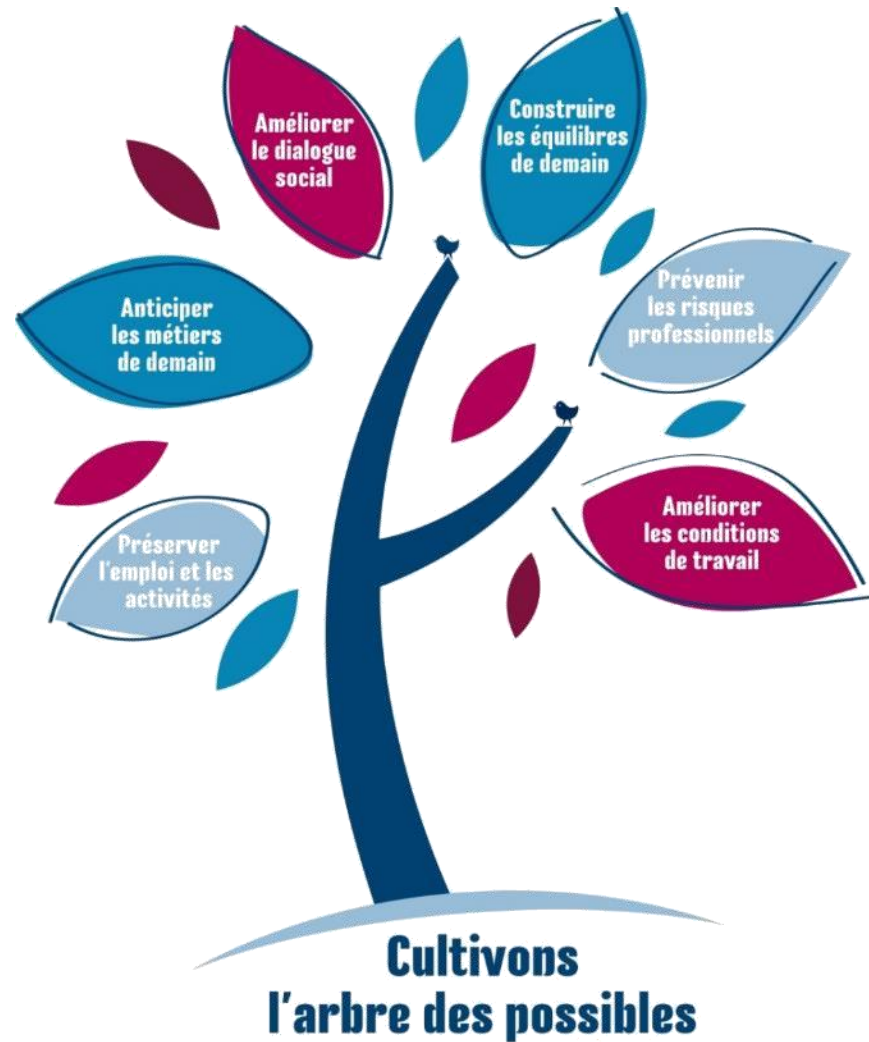 Améliorer
le dialogue
social
Construire
les équilibres
de demain
Anticiper
les métiers
de demain
Prévenir
les risques
professionnels
Préserver
l'emploi et les
activités
Améliorer
les conditions
de travail
Cultivons
l'arbre des possibles